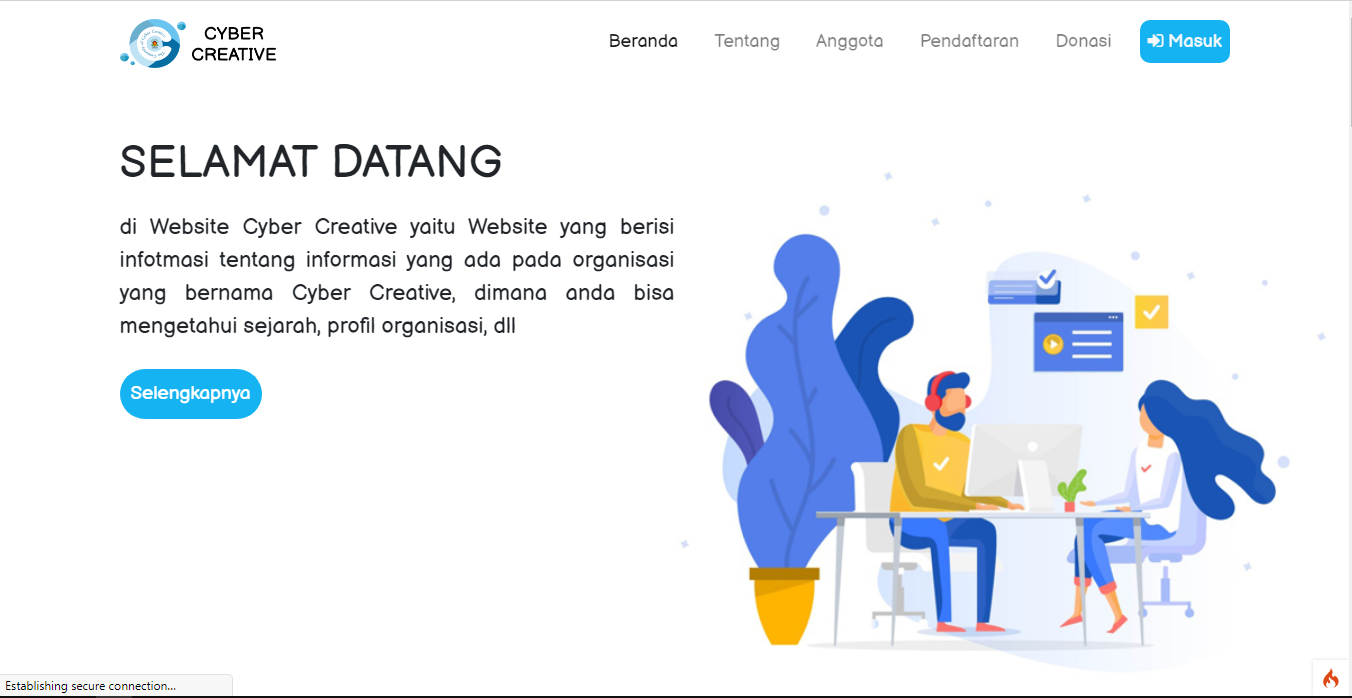 CYBER
CREATIVE
Beranda Tentang Anggota Pendaftaran Donasi Masuk
SELAMAT DATANG
di Website Cyber Creative yaitu Website yang berisi
infotmasi tentang informasi yang ada pada organisasi
yang bernama Cyber Creative, dimana anda bisa
mengetahui sejarah, profil organisasi, dll
Selengkapnya
Establishing secure connection...